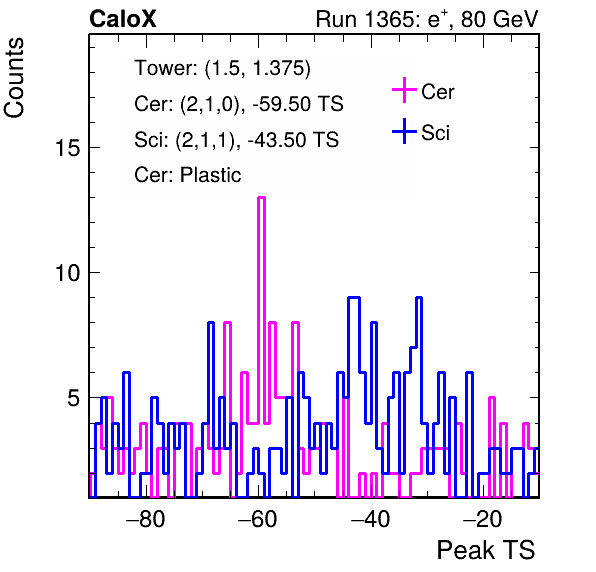 CaloX Run 1365: e⁺, 80 GeV
Counts
Tower: (1.5, 1.375)
Cer: (2,1,0), -59.50 TS
Sci: (2,1,1), -43.50 TS
Cer: Plastic
Cer
Sci
15
10
5
−80 −60 −40 −20
Peak TS